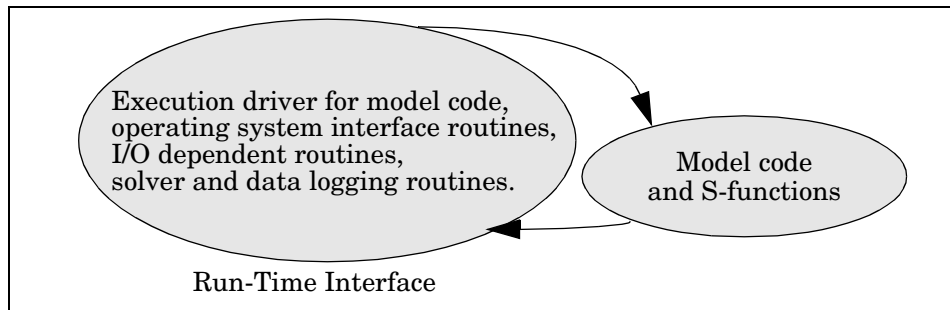 Execution driver for model code,
operating system interface routines,
I/O dependent routines,
solver and data logging routines.
Model code
and S-functions
Run-Time Interface